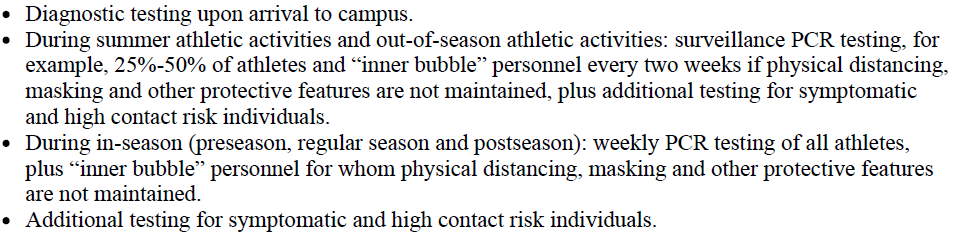 • Diagnostic testing upon arrival to campus.
• During summer athletic activities and out-of-season athletic activities: surveillance PCR testing, for
example, 25%-50% of athletes and “inner bubble” personnel every two weeks if physical distancing,
masking and other protective features are not maintained, plus additional testing for symptomatic
and high contact risk individuals.
• During in-season (preseason, regular season and postseason): weekly PCR testing of all athletes,
plus “inner bubble” personnel for whom physical distancing, masking and other protective features
are not maintained.
• Additional testing for symptomatic and high contact risk individuals.